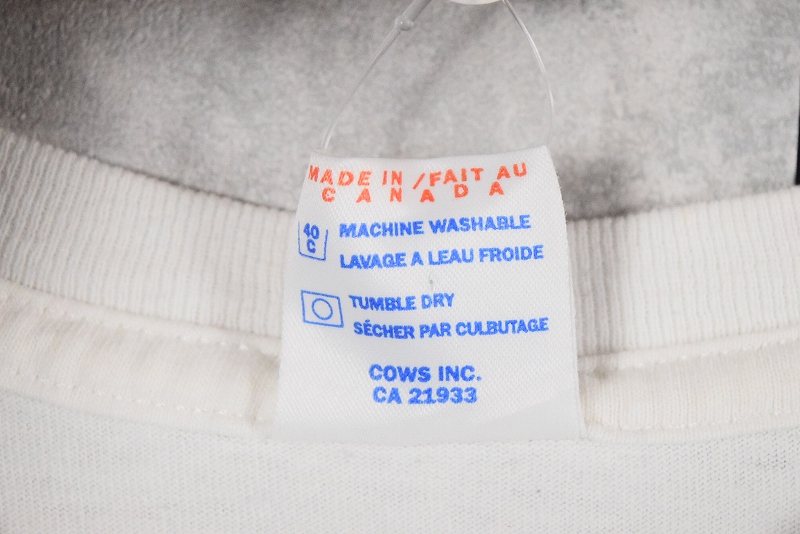 MADE IN / FAIT AU
CANADA
40
C
MACHINE WASHABLE
LAVAGE A LEAU FROIDE
TUMBLE DRY
SÉCHER PAR CULBUTAGE
COWS INC.
CA 21933